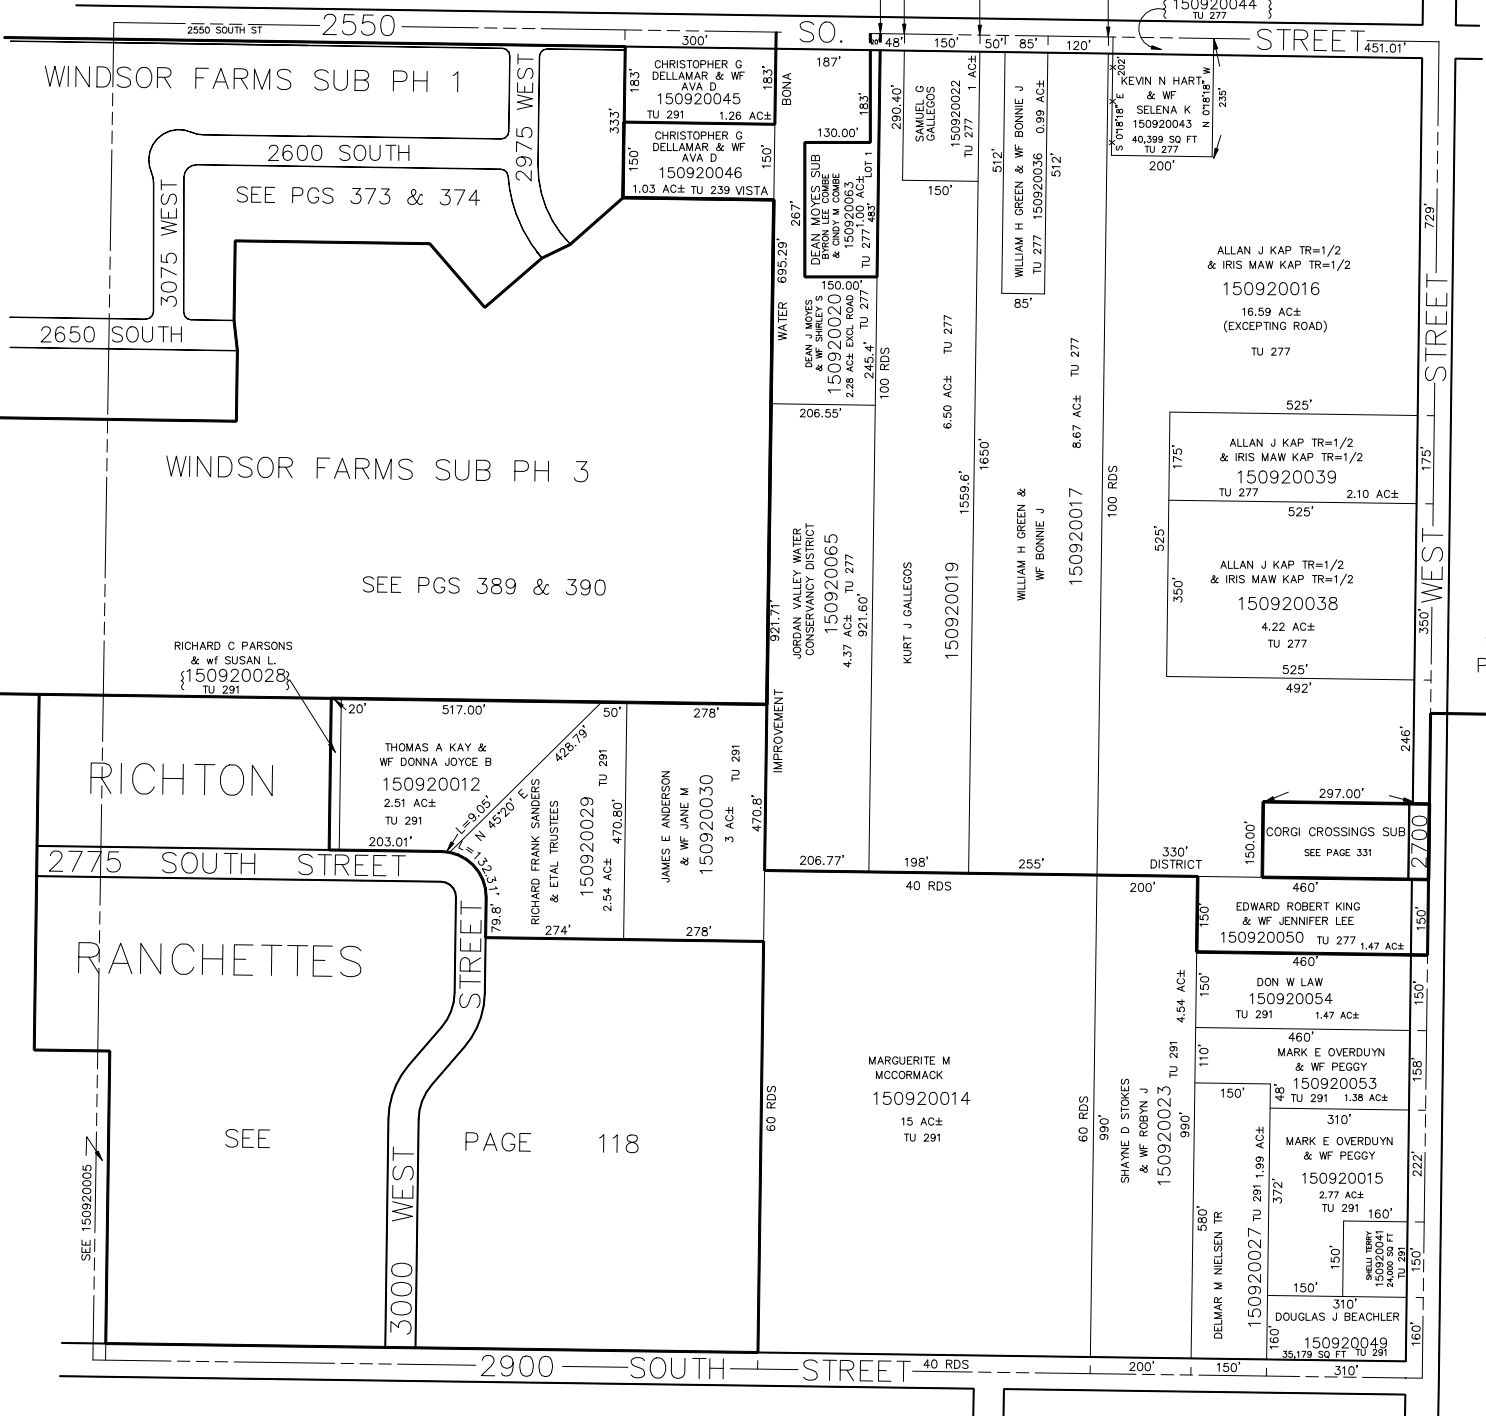 150920044
TU 277
2550 SOUTH ST
2550
SO.
STREET
451.01'
300'
48'
150'
50'
85'
120'
WINDSOR FARMS SUB PH 1
2975 WEST
2600 SOUTH
3075 WEST
SEE PGS 373 & 374
2650 SOUTH
333'
183'
CHRISTOPHER G
DELLAMAR & WF
AVA D
150920045
TU 291 1.26 AC±
183'
150'
CHRISTOPHER G
DELLAMAR & WF
AVA D
150920046
1.03 AC± TU 239 VISTA
150'
BONA
187'
183'
130.00'
267'
DEAN MOYES SUB
BYRON LEE COMBE
& CINDY M COMBE
150920063
TU 277 1.00 AC±
LOT 1
483'
150.00'
WATER 695.29'
DEAN J MOYES
& WF SHIRLEY S
150920020
2.28 AC± EXCL ROAD
245.4' TU 277
206.55'
290.40'
SAMUEL G
GALLEGOS
150920022
TU 277 1 AC±
150'
512'
WILLIAM H GREEN & WF BONNIE J
TU 277 150920036 0.99 AC±
512'
85'
S 0°18'18" E 202'
KEVIN N HART
& WF
SELENA K
150920043
40,399 SQ FT
TU 277
N 0°18'18" W
235'
200'
ALLAN J KAP TR=1/2
& IRIS MAW KAP TR=1/2
150920016
16.59 AC±
(EXCEPTING ROAD)
TU 277
729'
525'
175'
ALLAN J KAP TR=1/2
& IRIS MAW KAP TR=1/2
150920039
TU 277 2.10 AC±
175'
525'
525'
350'
ALLAN J KAP TR=1/2
& IRIS MAW KAP TR=1/2
150920038
4.22 AC±
TU 277
350'
525'
492'
246'
2700 WEST STREET
WINDSOR FARMS SUB PH 3
SEE PGS 389 & 390
921.71'
JORDAN VALLEY WATER
CONSERVANCY DISTRICT
150920065
4.37 AC± TU 277
921.60'
100 RDS
KURT J GALLEGOS
150920019
6.50 AC± TU 277
1559.6'
1650'
WILLIAM H GREEN &
WF BONNIE J
150920017
8.67 AC± TU 277
100 RDS
RICHARD C PARSONS
& wf SUSAN L.
150920028
TU 291
20'
517.00'
50'
278'
IMPROVEMENT
RICHTON
THOMAS A KAY &
WF DONNA JOYCE B
150920012
2.51 AC±
TU 291
203.01'
428.79'
L=9.05'
N 45°20' E
L=132.31'
79.8'
RICHARD FRANK SANDERS
& ETAL TRUSTEES
150920029
2.54 AC± 470.80' TU 291
274'
JAMES E ANDERSON
& WF JANE M
150920030
3 AC± TU 291
470.8'
278'
297.00'
150.00'
CORGI CROSSINGS SUB
SEE PAGE 331
2775 SOUTH STREET
206.77'
198'
255'
330'
DISTRICT
40 RDS
200'
460'
150'
EDWARD ROBERT KING
& WF JENNIFER LEE
150920050 TU 277 1.47 AC±
150'
RANCHETTES
STREET
460'
150'
DON W LAW
150920054
TU 291 1.47 AC±
150'
460'
110'
MARK E OVERDUYN
& WF PEGGY
150920053
TU 291 1.38 AC±
158'
48'
150'
310'
MARGUERITE M
MCCORMACK
150920014
15 AC±
TU 291
60 RDS
60 RDS
990'
SHAYNE D STOKES
& WF ROBYN J
150920023
TU 291 4.54 AC±
990'
MARK E OVERDUYN
& WF PEGGY
150920015
2.77 AC±
TU 291
222'
372'
160'
580'
DELMAR M NIELSEN TR
150920027 TU 291 1.99 AC±
150'
SHELLI TERRY
150920041
24,000 SQ FT
TU 291
150'
150'
310'
DOUGLAS J BEACHLER
150920049
35,179 SQ FT TU 291
160'
160'
SEE
PAGE 118
SEE 150920005
3000 WEST
2900 SOUTH STREET
40 RDS
200'
150'
310'
P